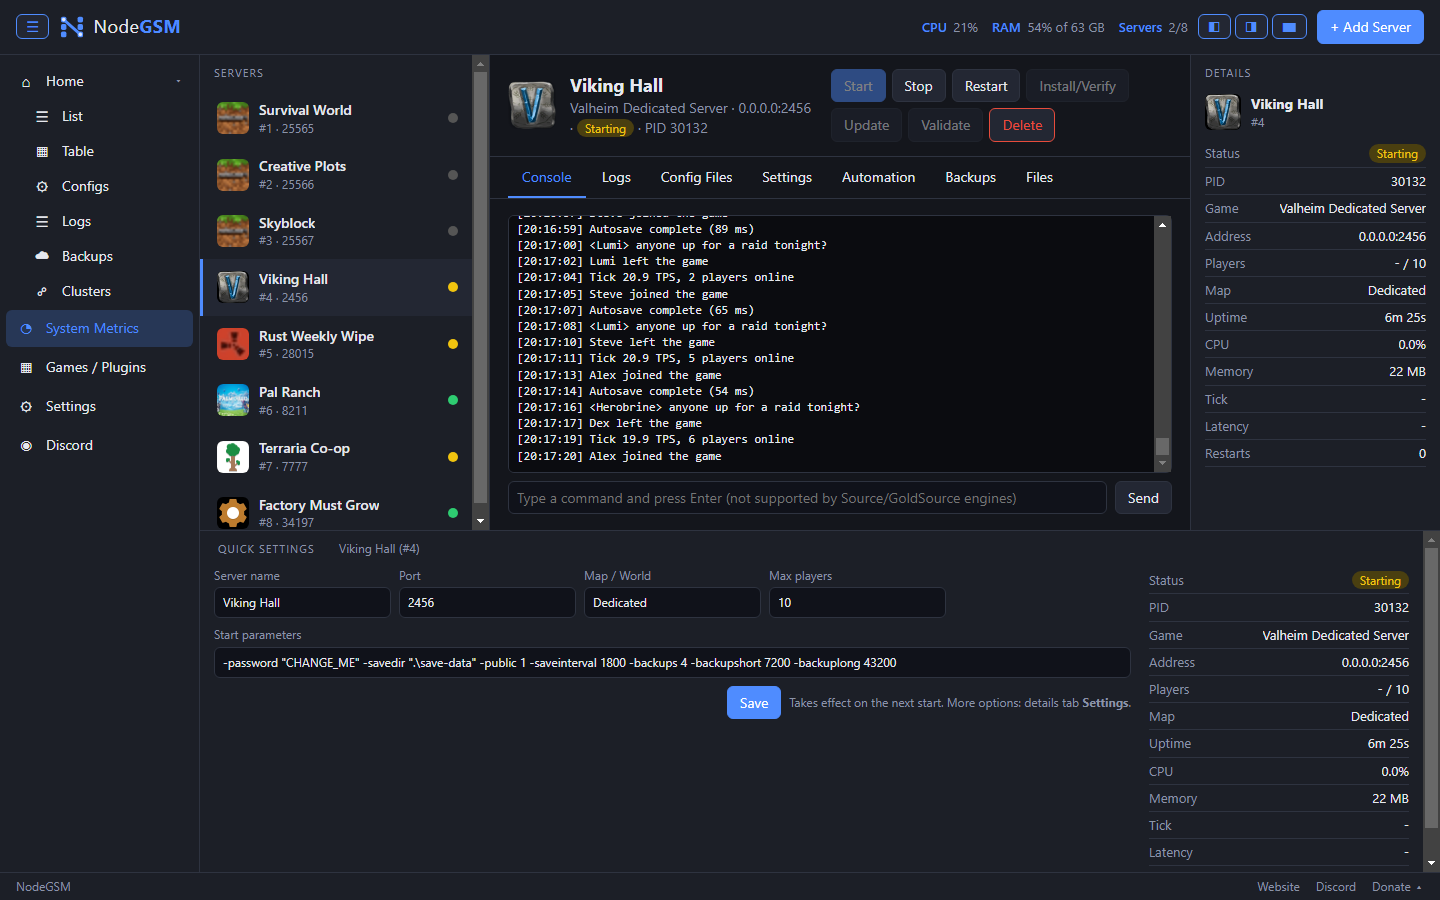 ☰ NodeGSM
CPU 21% RAM 54% of 63 GB Servers 2/8
+ Add Server
Home
List
Table
Configs
Logs
Backups
Clusters
System Metrics
Games / Plugins
Settings
Discord
SERVERS
Survival World
#1 · 25565
Creative Plots
#2 · 25566
Skyblock
#3 · 25567
Viking Hall
#4 · 2456
Rust Weekly Wipe
#5 · 28015
Pal Ranch
#6 · 8211
Terraria Co-op
#7 · 7777
Factory Must Grow
#8 · 34197
Viking Hall
Valheim Dedicated Server · 0.0.0.0:2456
· Starting · PID 30132
Start Stop Restart Install/Verify
Update Validate Delete
Console Logs Config Files Settings Automation Backups Files
[20:16:59] Autosave complete (89 ms)
[20:17:00] <Lumi> anyone up for a raid tonight?
[20:17:02] Lumi left the game
[20:17:04] Tick 20.9 TPS, 2 players online
[20:17:05] Steve joined the game
[20:17:07] Autosave complete (65 ms)
[20:17:08] <Lumi> anyone up for a raid tonight?
[20:17:10] Steve left the game
[20:17:11] Tick 20.9 TPS, 5 players online
[20:17:13] Alex joined the game
[20:17:14] Autosave complete (54 ms)
[20:17:16] <Herobrine> anyone up for a raid tonight?
[20:17:17] Dex left the game
[20:17:19] Tick 19.9 TPS, 6 players online
[20:17:20] Alex joined the game
Type a command and press Enter (not supported by Source/GoldSource engines)
Send
DETAILS
Viking Hall
#4
Status Starting
PID 30132
Game Valheim Dedicated Server
Address 0.0.0.0:2456
Players - / 10
Map Dedicated
Uptime 6m 25s
CPU 0.0%
Memory 22 MB
Tick -
Latency -
Restarts 0
QUICK SETTINGS Viking Hall (#4)
Server name Port Map / World Max players
Viking Hall 2456 Dedicated 10
Start parameters
-password "CHANGE_ME" -savedir ".\save-data" -public 1 -saveinterval 1800 -backups 4 -backupshort 7200 -backuplong 43200
Save Takes effect on the next start. More options: details tab Settings.
Status Starting
PID 30132
Game Valheim Dedicated Server
Address 0.0.0.0:2456
Players - / 10
Map Dedicated
Uptime 6m 25s
CPU 0.0%
Memory 22 MB
Tick -
Latency -
NodeGSM
Website Discord Donate